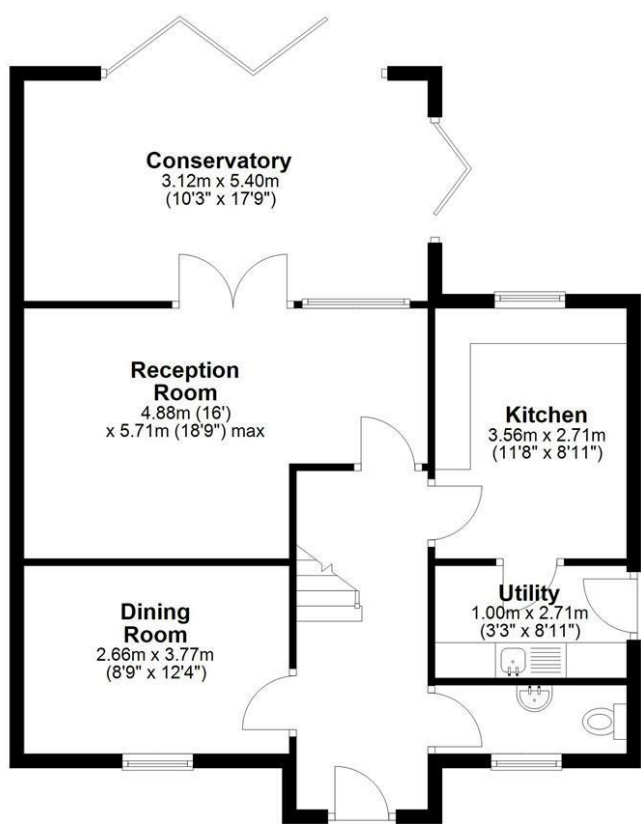 Conservatory
3.12m x 5.40m
(10'3" x 17'9")
Reception
Room
4.88m (16')
x 5.71m (18'9") max
Kitchen
3.56m x 2.71m
(11'8" x 8'11")
Utility
1.00m x 2.71m
(3'3" x 8'11")
Dining
Room
2.66m x 3.77m
(8'9" x 12'4")